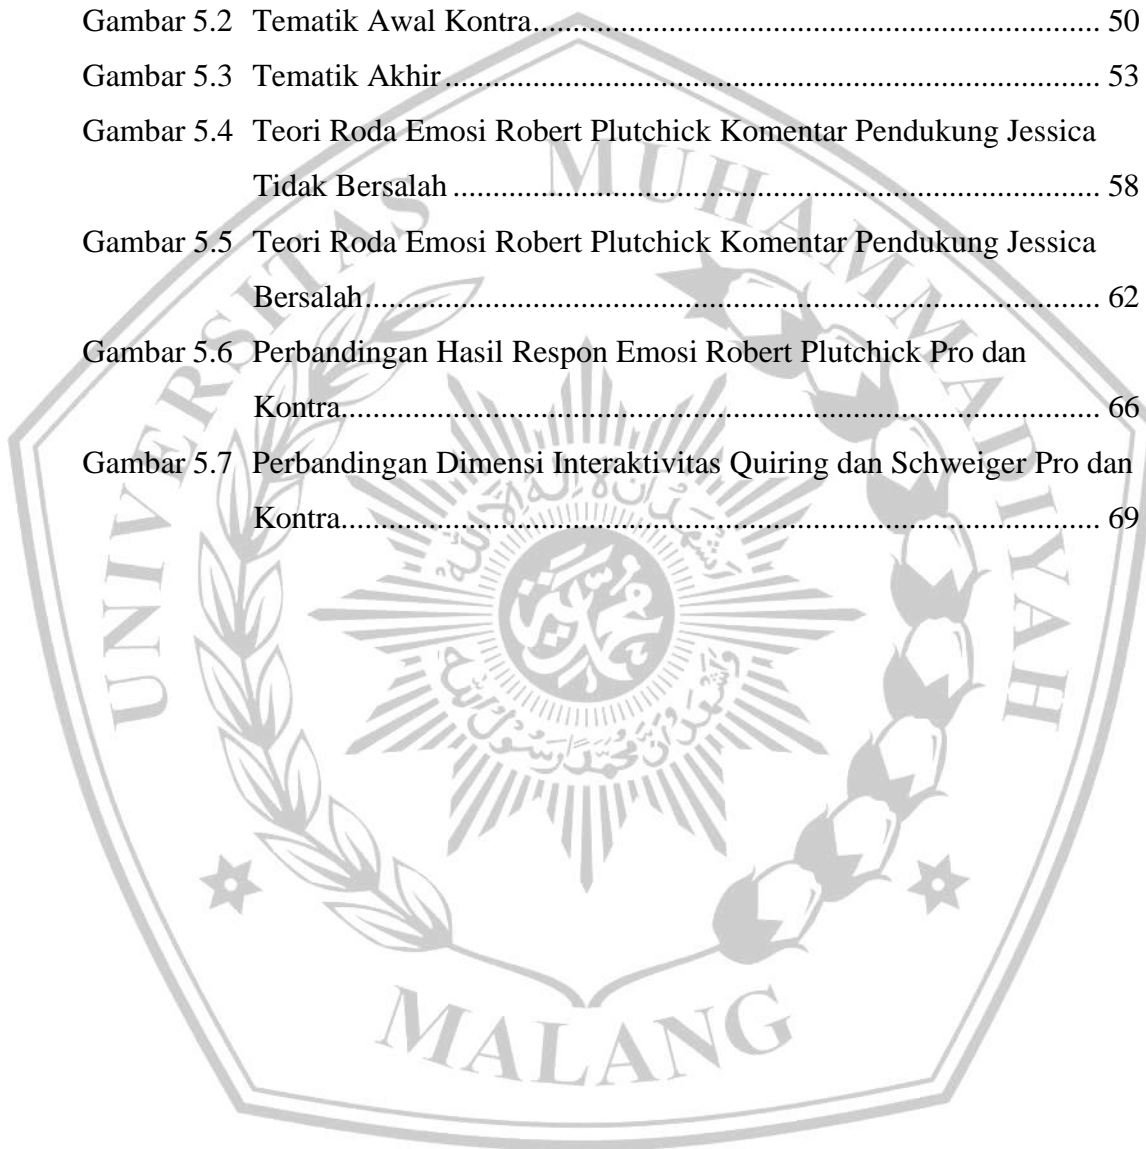 Gambar 5.2 Tematik Awal Kontra.................................................................... 50
Gambar 5.3 Tematik Akhir............................................................................... 53
Gambar 5.4 Teori Roda Emosi Robert Plutchick Komentar Pendukung Jessica
Tidak Bersalah.............................................................................. 58
Gambar 5.5 Teori Roda Emosi Robert Plutchick Komentar Pendukung Jessica
Bersalah........................................................................................ 62
Gambar 5.6 Perbandingan Hasil Respon Emosi Robert Plutchick Pro dan
Kontra........................................................................................... 66
Gambar 5.7 Perbandingan Dimensi Interaktivitas Quiring dan Schweiger Pro dan
Kontra........................................................................................... 69
UNIVERSITAS MUHAMMADIYAH
MALANG